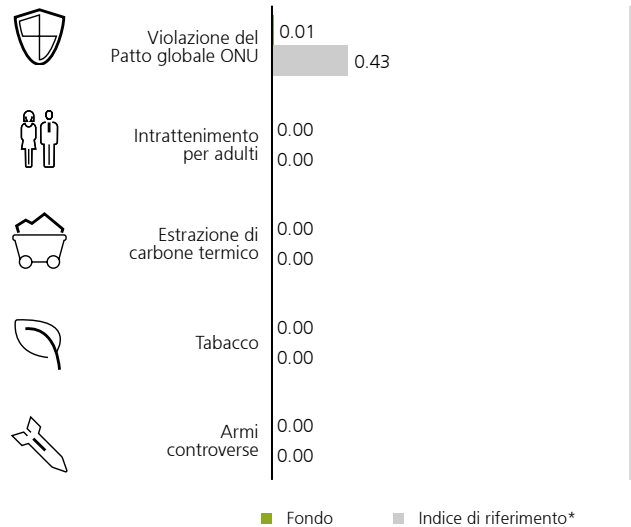 Violazione del
Patto globale ONU
0.01
0.43
Intrattenimento
per adulti
0.00
0.00
Estrazione di
carbone termico
0.00
0.00
Tabacco
0.00
0.00
Armi
controverse
0.00
0.00
Fondo Indice di riferimento*